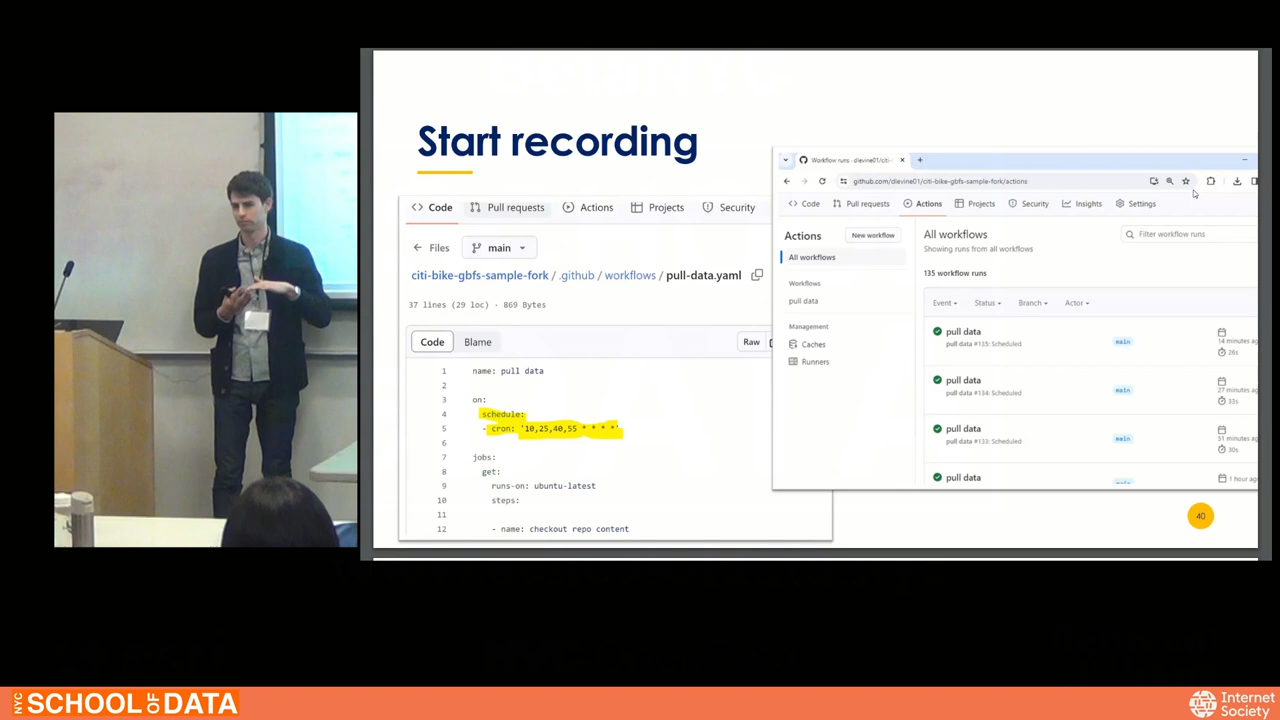 Start recording
Code Pull requests Actions Projects Security
Files main
citi-bike-gbfs-sample-fork / .github / workflows / pull-data.yaml
37 lines (29 loc) · 869 Bytes
Code Blame Raw
1 name: pull data
2
3 on:
4 schedule:
5 - cron: '10,25,40,55 * * * *'
6
7 jobs:
8 get:
9 runs-on: ubuntu-latest
10 steps:
11
12 - name: checkout repo content
Workflow runs · dlevine01/citi-
github.com/dlevine01/citi-bike-gbfs-sample-fork/actions
Code Pull requests Actions Projects Security Insights Settings
Actions New workflow
All workflows
Workflows
pull data
Management
Caches
Runners
All workflows
Showing runs from all workflows
Filter workflow runs
135 workflow runs
Event Status Branch Actor
pull data
pull data #135: Scheduled
main
14 minutes ag
26s
pull data
pull data #134: Scheduled
main
27 minutes ag
33s
pull data
pull data #133: Scheduled
main
51 minutes ag
30s
pull data
1 hour ag
40
NYC SCHOOL OF DATA
Internet Society